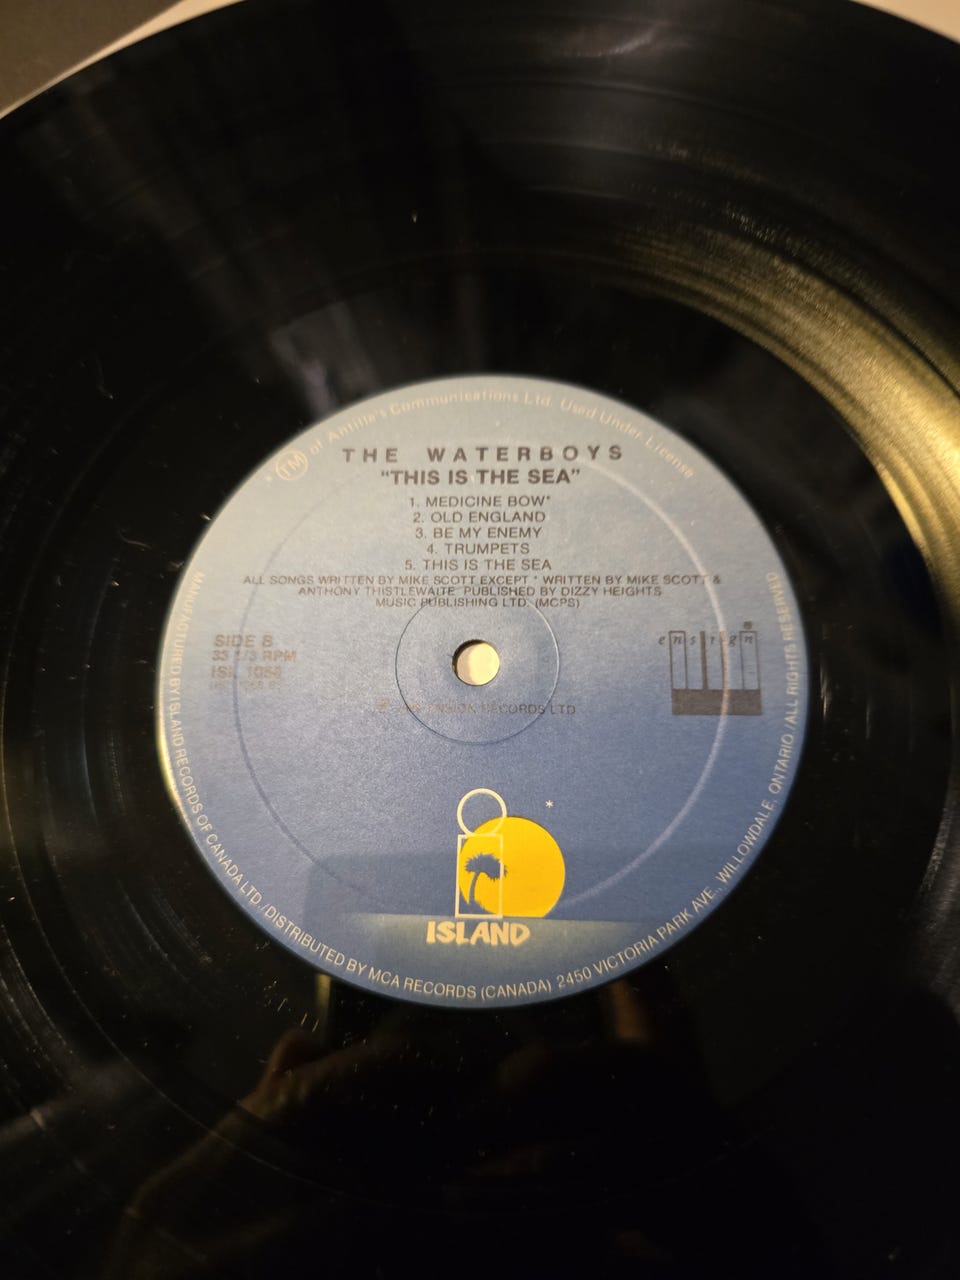 TM of Antille's Communications Ltd. Used Under License
THE WATERBOYS
"THIS IS THE SEA"
1. MEDICINE BOW*
2. OLD ENGLAND
3. BE MY ENEMY
4. TRUMPETS
5. THIS IS THE SEA
ALL SONGS WRITTEN BY MIKE SCOTT EXCEPT * WRITTEN BY MIKE SCOTT &
ANTHONY THISTLEWAITE. PUBLISHED BY DIZZY HEIGHTS
MUSIC PUBLISHING LTD. (MCPS)
SIDE B
33 1/3 RPM
ISL
ensign
RECORDS LTD
*
ISLAND
MANUFACTURED BY ISLAND RECORDS OF CANADA LTD./DISTRIBUTED BY MCA RECORDS (CANADA) 2450 VICTORIA PARK AVE., WILLOWDALE, ONTARIO/ALL RIGHTS RESERVED